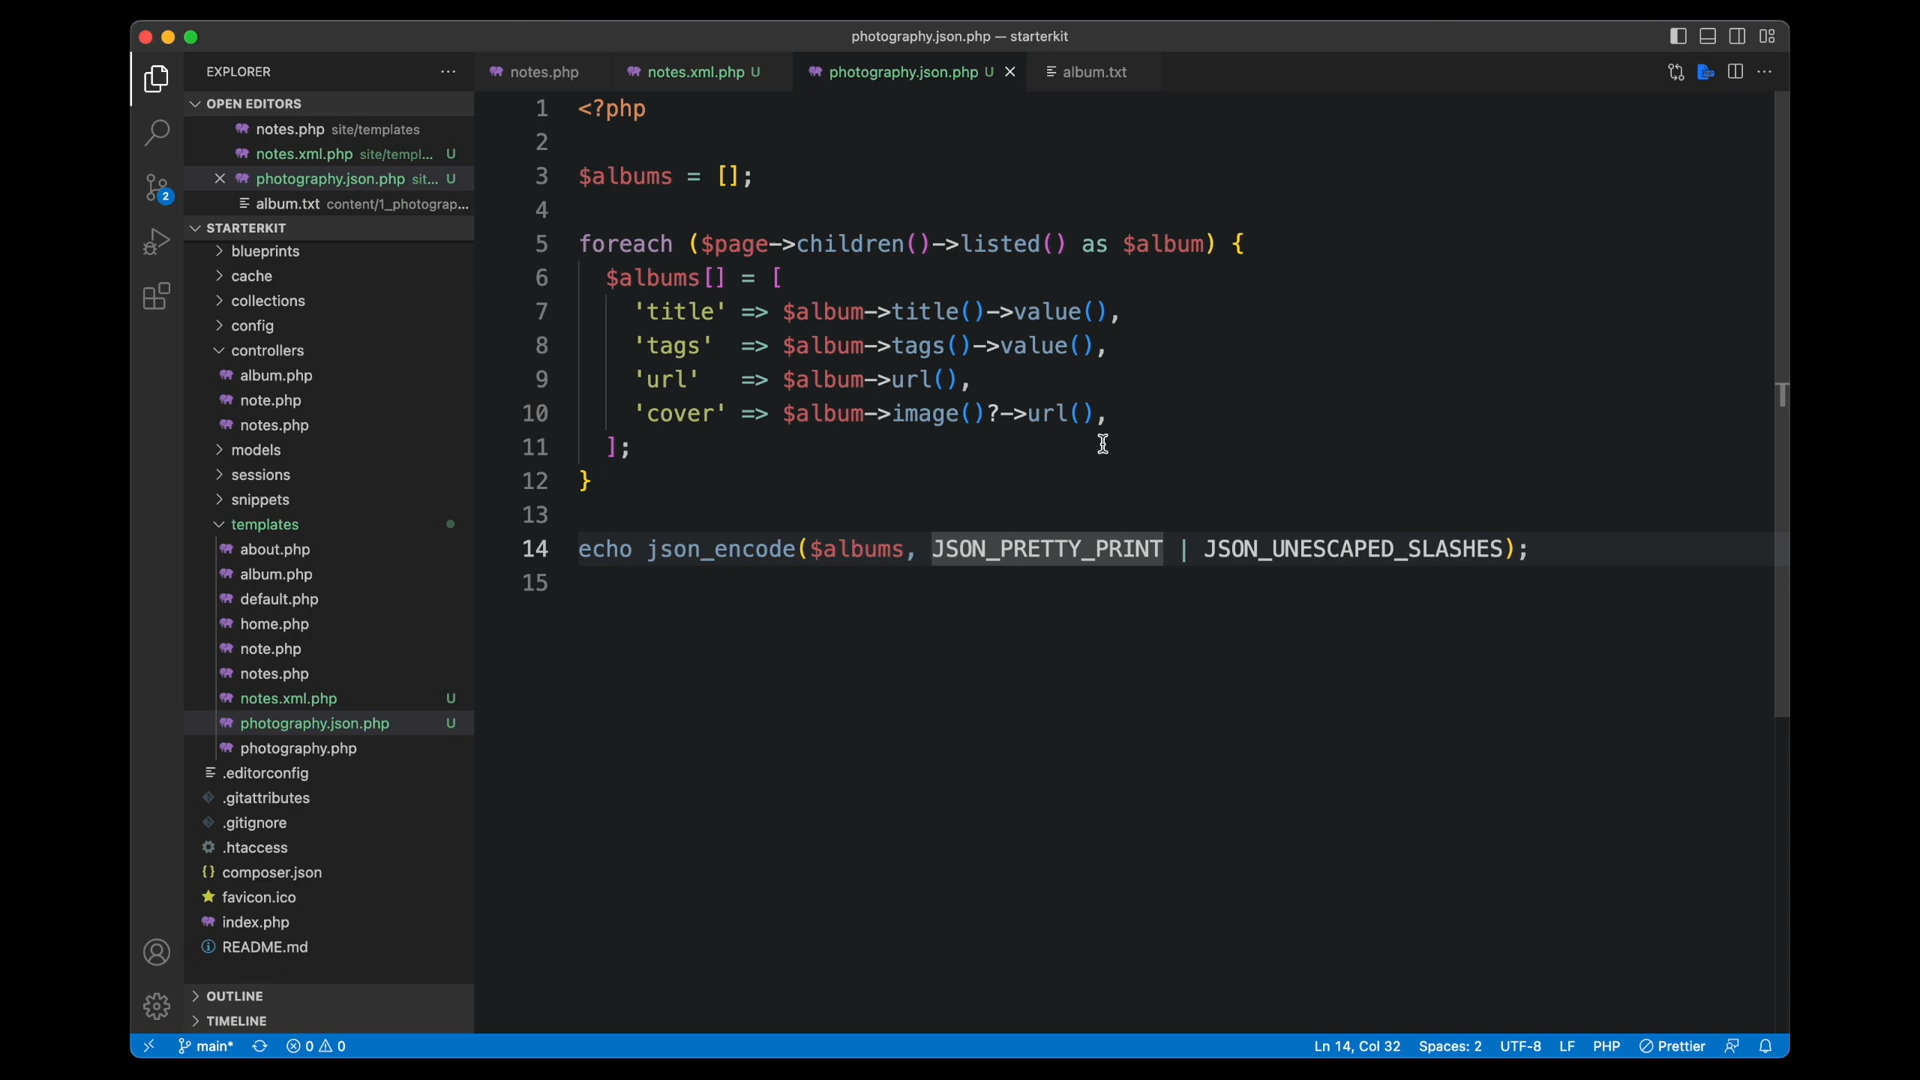 photography.json.php — starterkit
EXPLORER
OPEN EDITORS
notes.php site/templates
notes.xml.php site/templ... U
photography.json.php sit... U
album.txt content/1_photograp...
STARTERKIT
blueprints
cache
collections
config
controllers
album.php
note.php
notes.php
models
sessions
snippets
templates
about.php
album.php
default.php
home.php
note.php
notes.php
notes.xml.php U
photography.json.php U
photography.php
.editorconfig
.gitattributes
.gitignore
.htaccess
composer.json
favicon.ico
index.php
README.md
OUTLINE
TIMELINE
2
notes.php notes.xml.php U photography.json.php U album.txt
1 <?php
2
3 $albums = [];
4
5 foreach ($page->children()->listed() as $album) {
6 $albums[] = [
7 'title' => $album->title()->value(),
8 'tags' => $album->tags()->value(),
9 'url' => $album->url(),
10 'cover' => $album->image()?->url(),
11 ];
12 }
13
14 echo json_encode($albums, JSON_PRETTY_PRINT | JSON_UNESCAPED_SLASHES);
15
main* 0 0 Ln 14, Col 32 Spaces: 2 UTF-8 LF PHP Prettier